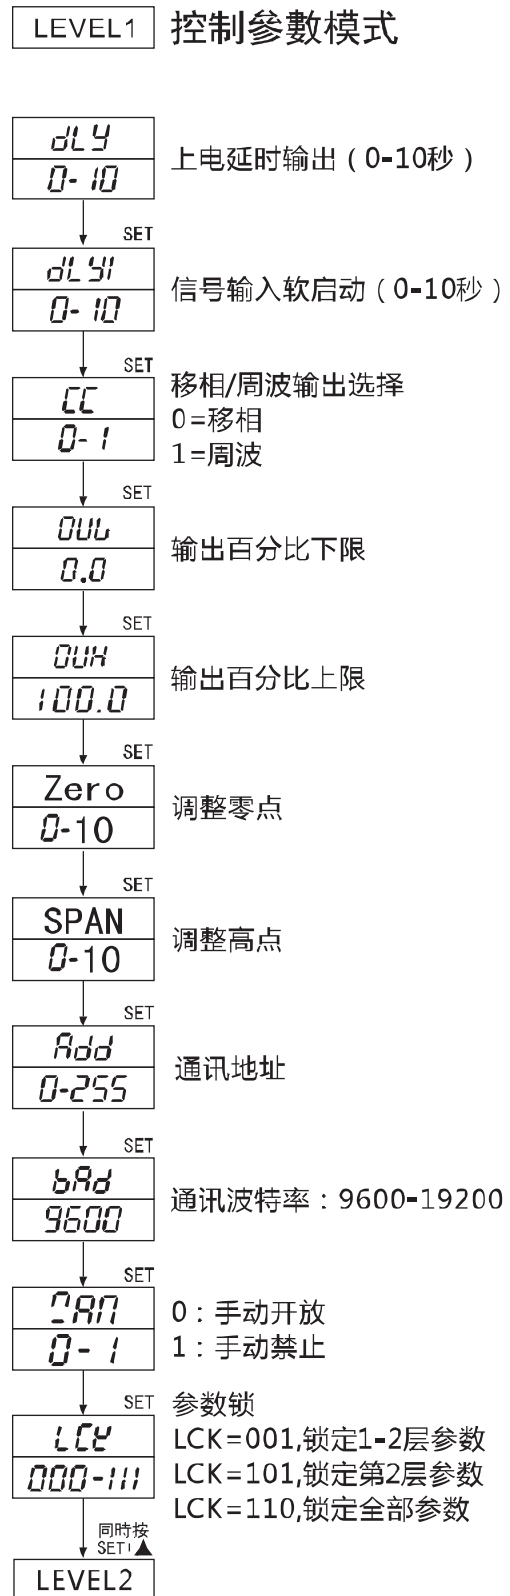 LEVEL1 控制參數模式
dLY
0-10
上电延时输出（0-10秒）
SET
dLY1
0-10
信号输入软启动（0-10秒）
SET
CC
0-1
移相/周波输出选择
0=移相
1=周波
SET
OUL
0.0
输出百分比下限
SET
OUH
100.0
输出百分比上限
SET
Zero
0-10
调整零点
SET
SPAN
0-10
调整高点
SET
Add
0-255
通讯地址
SET
bAd
9600
通讯波特率：9600-19200
SET
0-1
0：手动开放
1：手动禁止
SET
LCK
000-111
参数锁
LCK=001,锁定1-2层参数
LCK=101,锁定第2层参数
LCK=110,锁定全部参数
同時按
SET+▲
LEVEL2